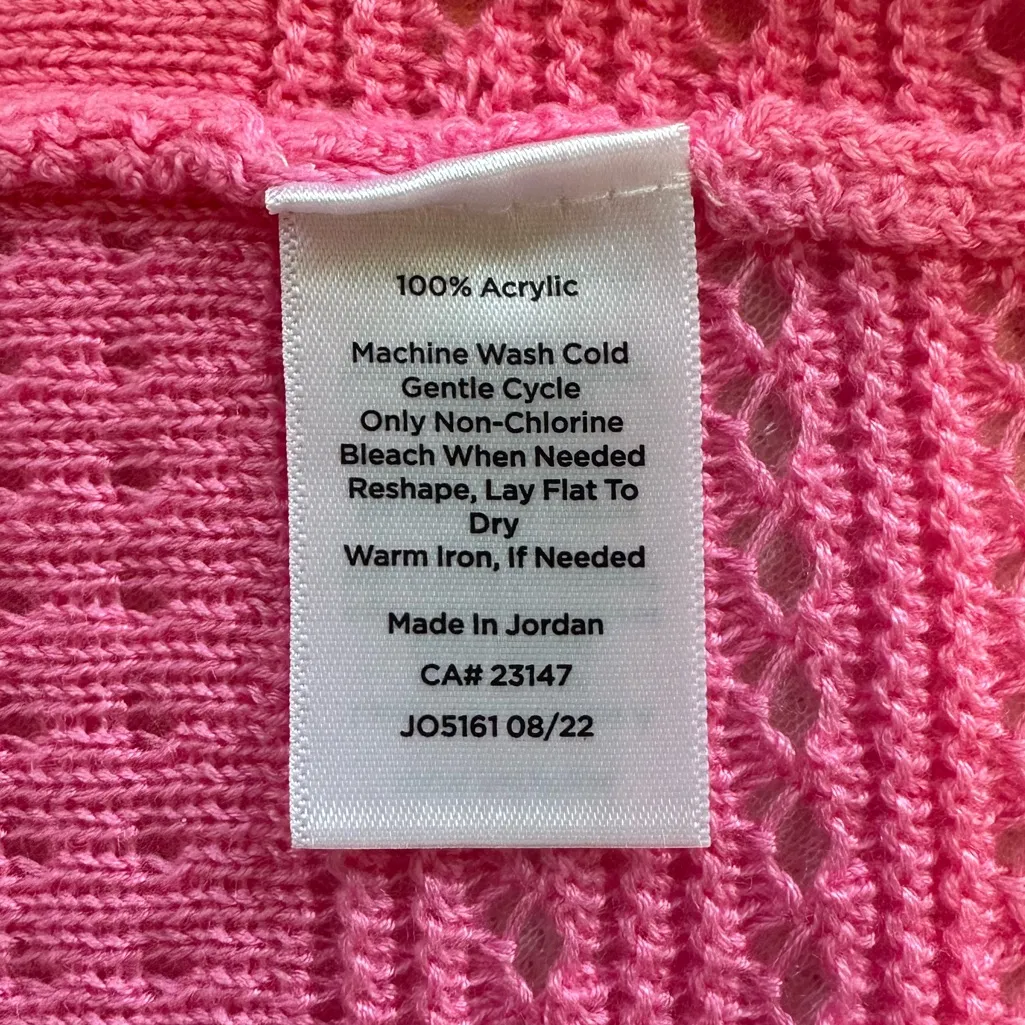 100% Acrylic
Machine Wash Cold
Gentle Cycle
Only Non-Chlorine
Bleach When Needed
Reshape, Lay Flat To
Dry
Warm Iron, If Needed
Made In Jordan
CA# 23147
JO5161 08/22